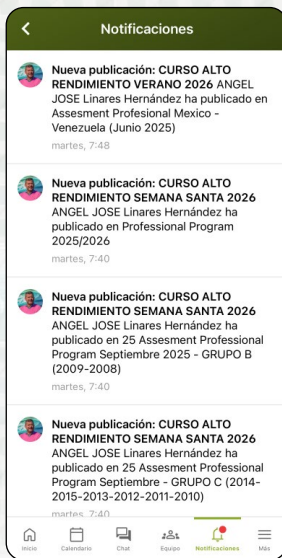 Notificaciones
Nueva publicación: CURSO ALTO
RENDIMIENTO VERANO 2026 ANGEL
JOSE Linares Hernández ha publicado en
Assesment Profesional Mexico -
Venezuela (Junio 2025)
martes, 7:48
Nueva publicación: CURSO ALTO
RENDIMIENTO SEMANA SANTA 2026
ANGEL JOSE Linares Hernández ha
publicado en Professional Program
2025/2026
martes, 7:40
Nueva publicación: CURSO ALTO
RENDIMIENTO SEMANA SANTA 2026
ANGEL JOSE Linares Hernández ha
publicado en 25 Assesment Professional
Program Septiembre 2025 - GRUPO B
(2009-2008)
martes, 7:40
Nueva publicación: CURSO ALTO
RENDIMIENTO SEMANA SANTA 2026
ANGEL JOSE Linares Hernández ha
publicado en 25 Assesment Professional
Program Septiembre - GRUPO C (2014-
2015-2013-2012-2011-2010)
martes, 7:40
Inicio Calendario Chat Equipo Notificaciones Más